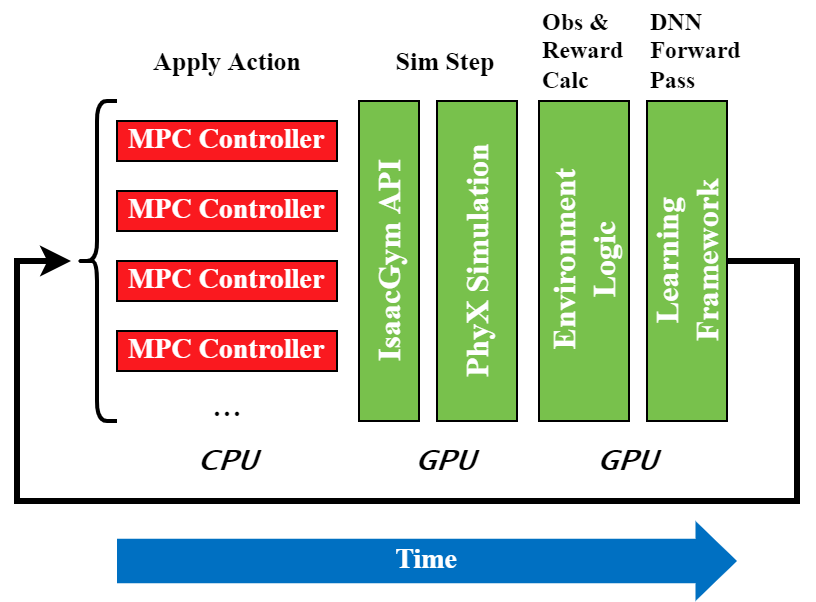 Apply Action
Sim Step
Obs &
Reward
Calc
DNN
Forward
Pass
MPC Controller
MPC Controller
MPC Controller
MPC Controller
...
IsaacGym API
PhyX Simulation
Environment
Logic
Learning
Framework
CPU
GPU
GPU
Time